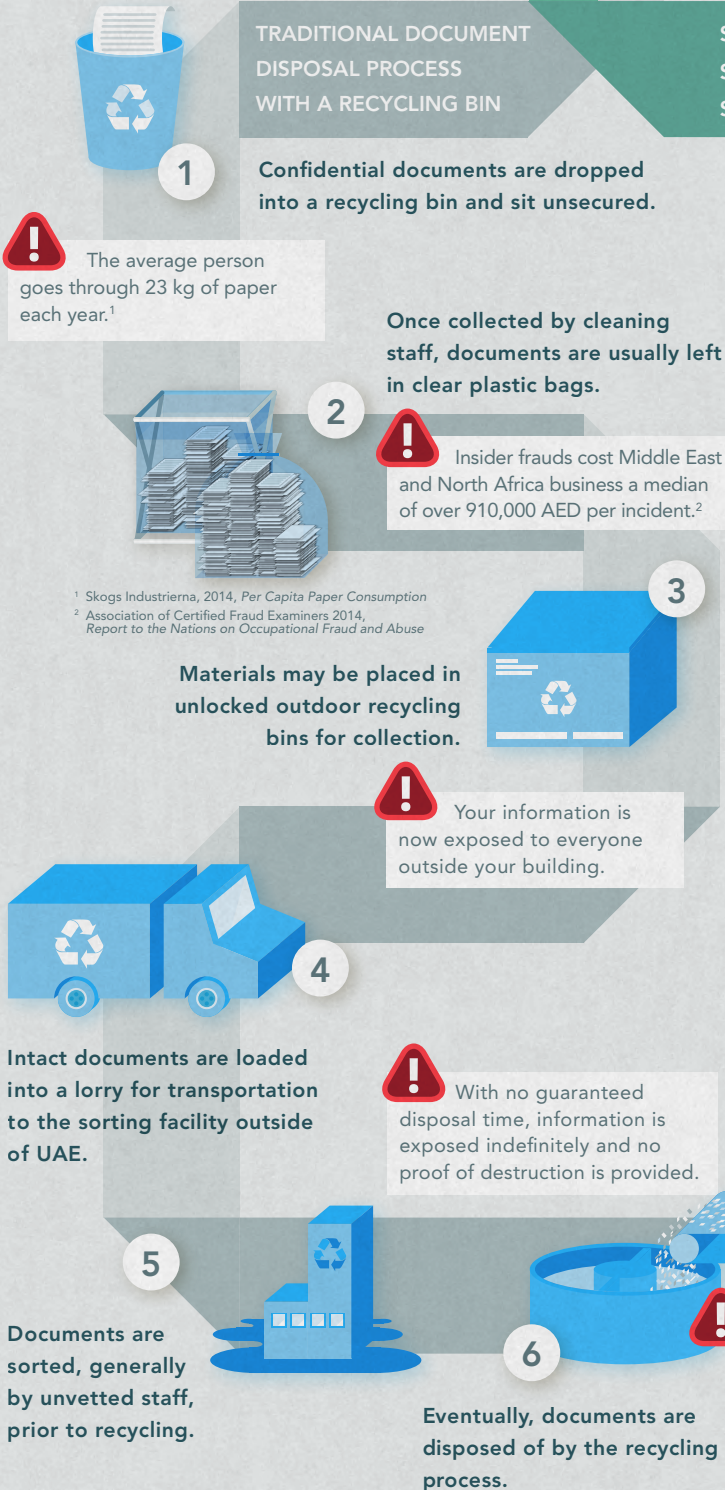 TRADITIONAL DOCUMENT
DISPOSAL PROCESS
WITH A RECYCLING BIN
1
Confidential documents are dropped
into a recycling bin and sit unsecured.
!
The average person
goes through 23 kg of paper
each year.1
Once collected by cleaning
staff, documents are usually left
in clear plastic bags.
2
!
Insider frauds cost Middle East
and North Africa business a median
of over 910,000 AED per incident.2
1 Skogs Industrierna, 2014, Per Capita Paper Consumption
2 Association of Certified Fraud Examiners 2014,
Report to the Nations on Occupational Fraud and Abuse
3
Materials may be placed in
unlocked outdoor recycling
bins for collection.
!
Your information is
now exposed to everyone
outside your building.
4
Intact documents are loaded
into a lorry for transportation
to the sorting facility outside
of UAE.
!
With no guaranteed
disposal time, information is
exposed indefinitely and no
proof of destruction is provided.
5
Documents are
sorted, generally
by unvetted staff,
prior to recycling.
6
!
Eventually, documents are
disposed of by the recycling
process.